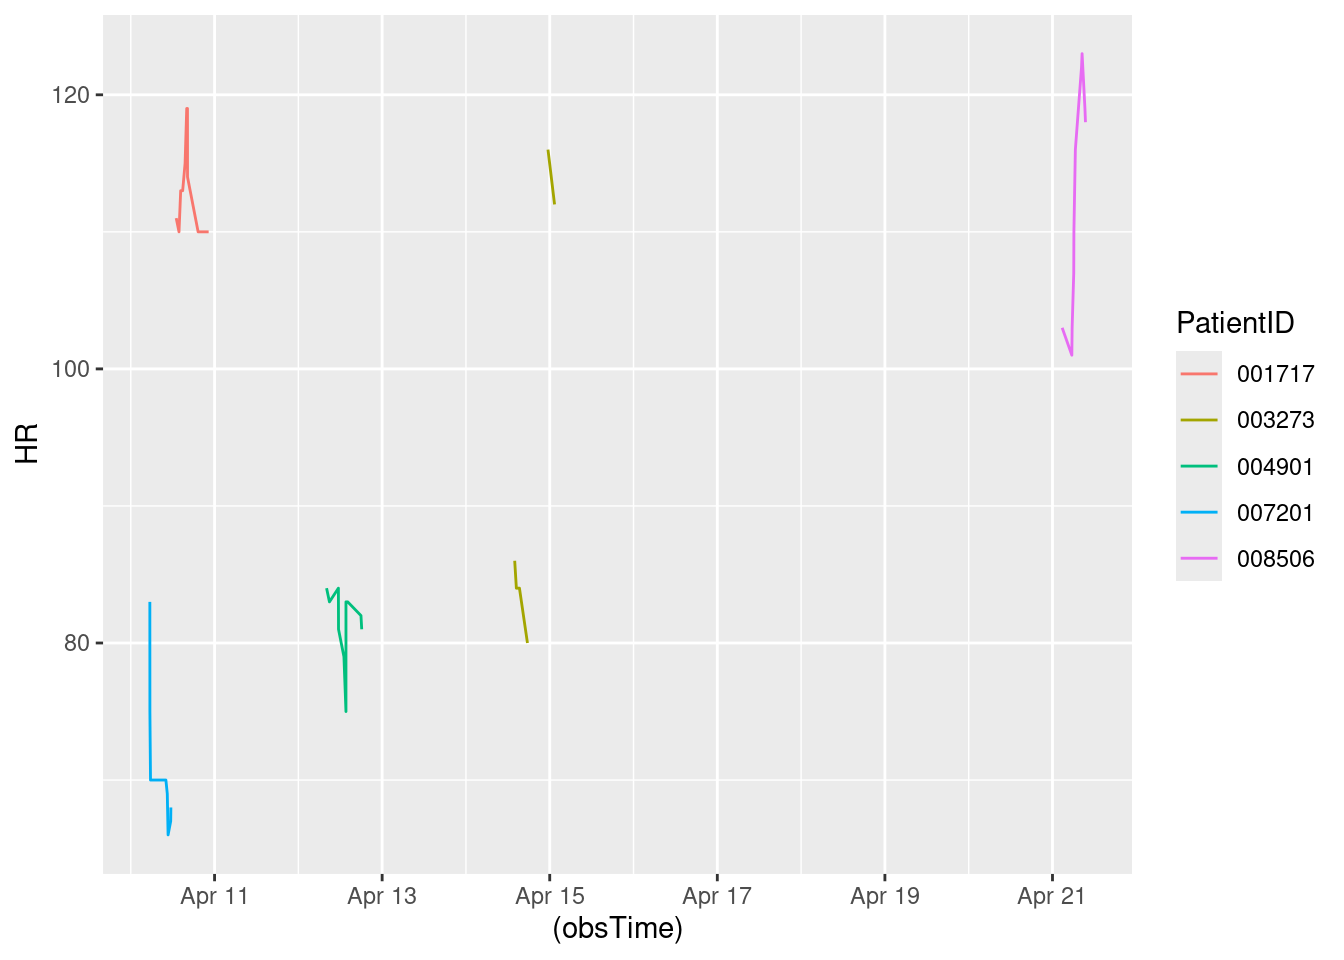 120
100
80
HR
Apr 11
Apr 13
Apr 15
Apr 17
Apr 19
Apr 21
(obsTime)
PatientID
001717
003273
004901
007201
008506